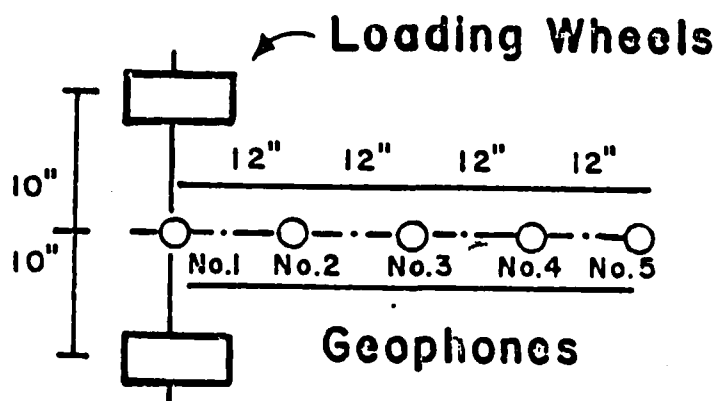 Loading Wheels
12" 12" 12" 12"
10"
10"
No.1 No.2 No.3 No.4 No.5
Geophones